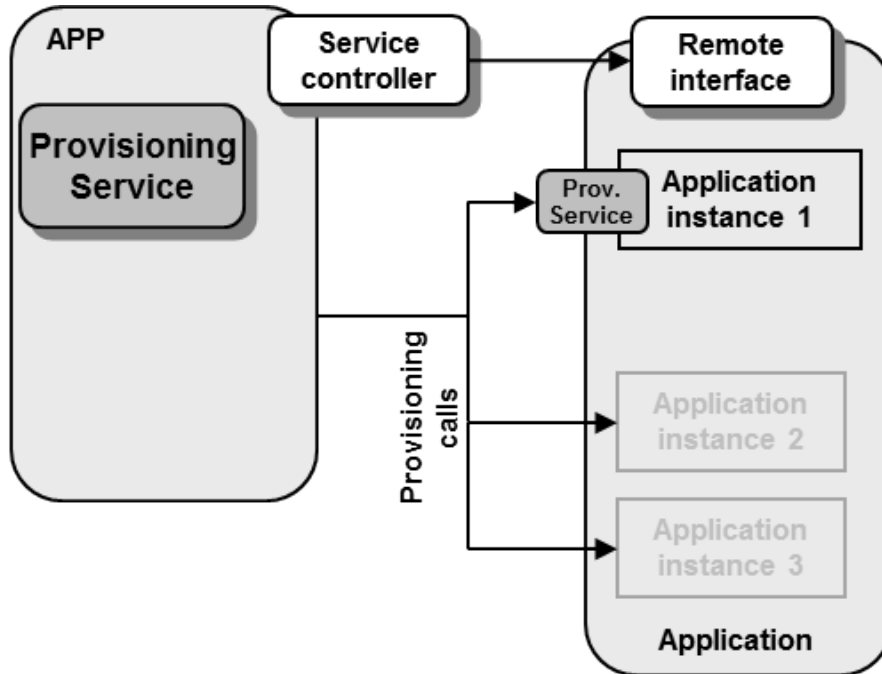 APP
Service
controller
Remote
interface
Provisioning
Service
Prov.
Service
Application
instance 1
Provisioning
calls
Application
instance 2
Application
instance 3
Application